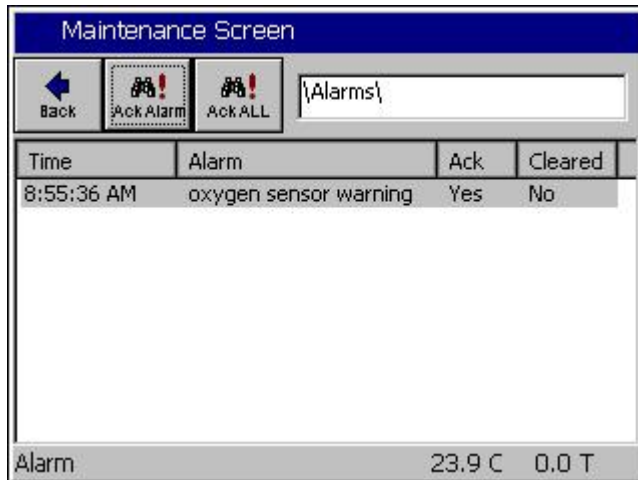 Maintenance Screen
Back
Ack Alarm
Ack ALL
\Alarms\
Time Alarm Ack Cleared
8:55:36 AM oxygen sensor warning Yes No
Alarm 23.9 C 0.0 T